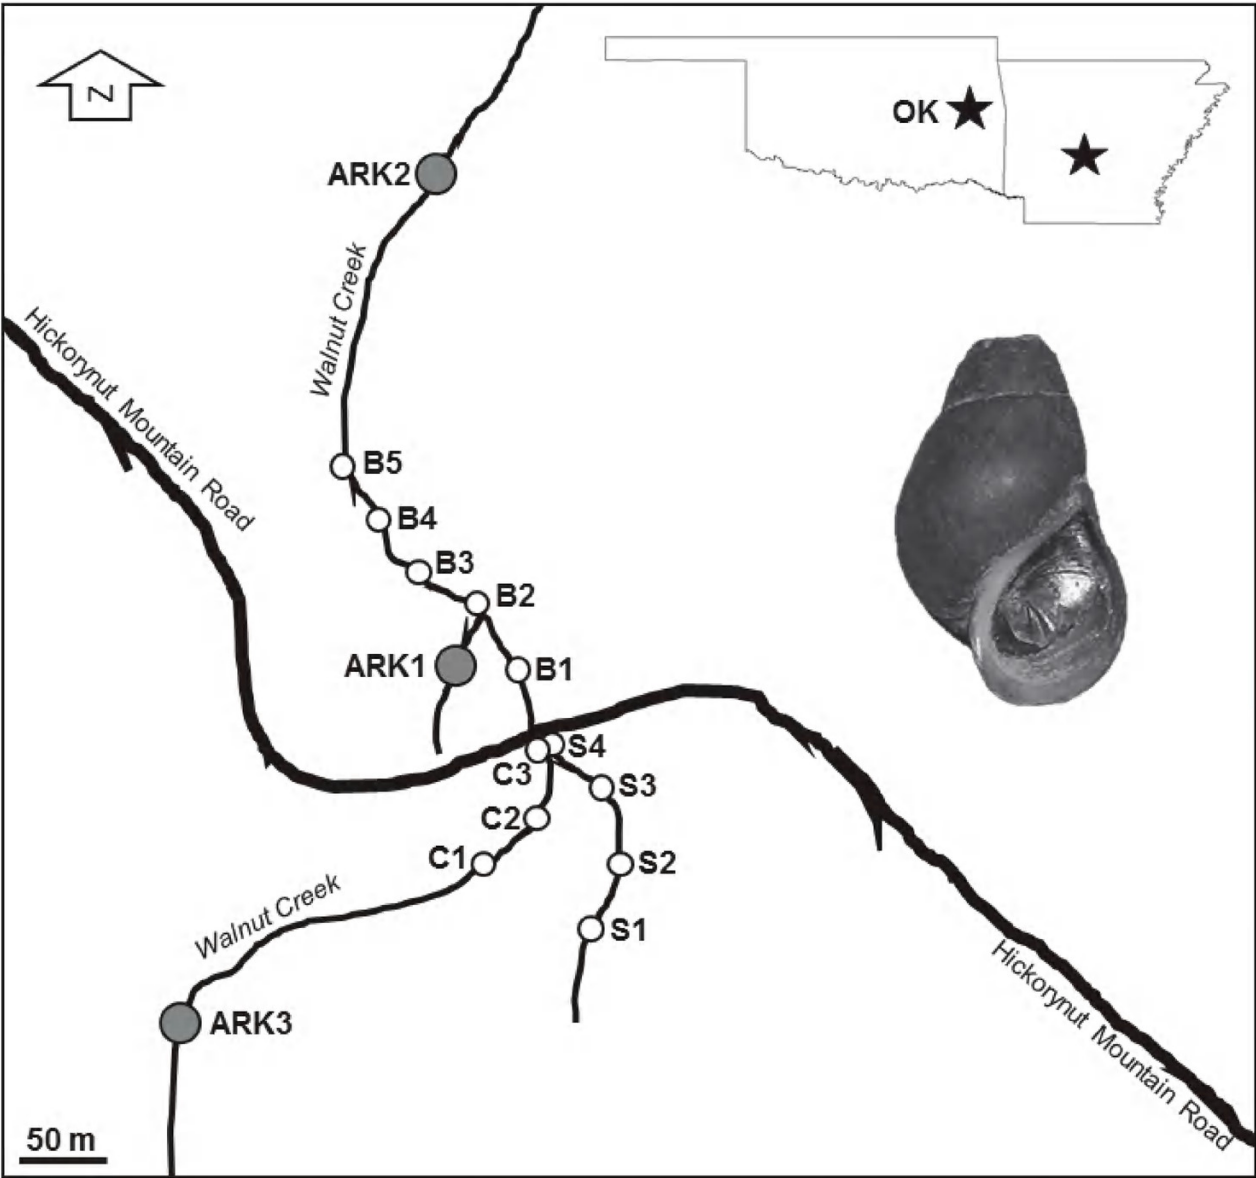 N
OK
ARK2
Walnut Creek
Hickorynut Mountain Road
B5
B4
B3
B2
ARK1
B1
S4
C3
S3
C2
C1
S2
Walnut Creek
S1
Hickorynut Mountain Road
ARK3
50 m